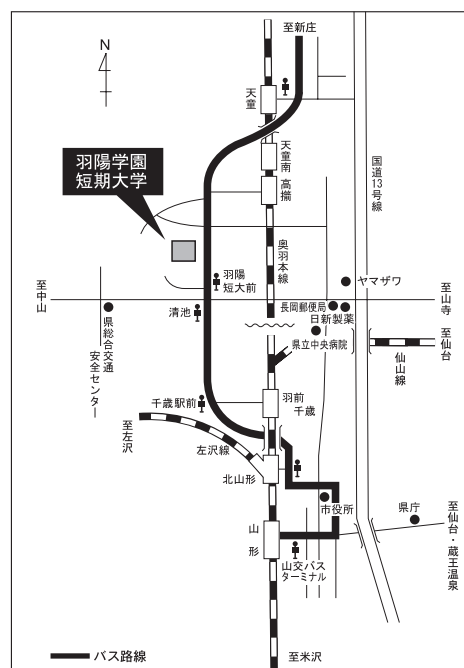 至新庄
N
天童
羽陽学園
短期大学
天童南
高擶
国道13号線
奥羽本線
羽陽
短大前
ヤマザワ
至中山
至山寺
清池
長岡郵便局
日新製薬
県総合交通
安全センター
県立中央病院
至仙台
仙山線
千歳駅前
羽前
千歳
至左沢
左沢線
北山形
市役所
県庁
至仙台・蔵王温泉
山形
山交バス
ターミナル
バス路線
至米沢